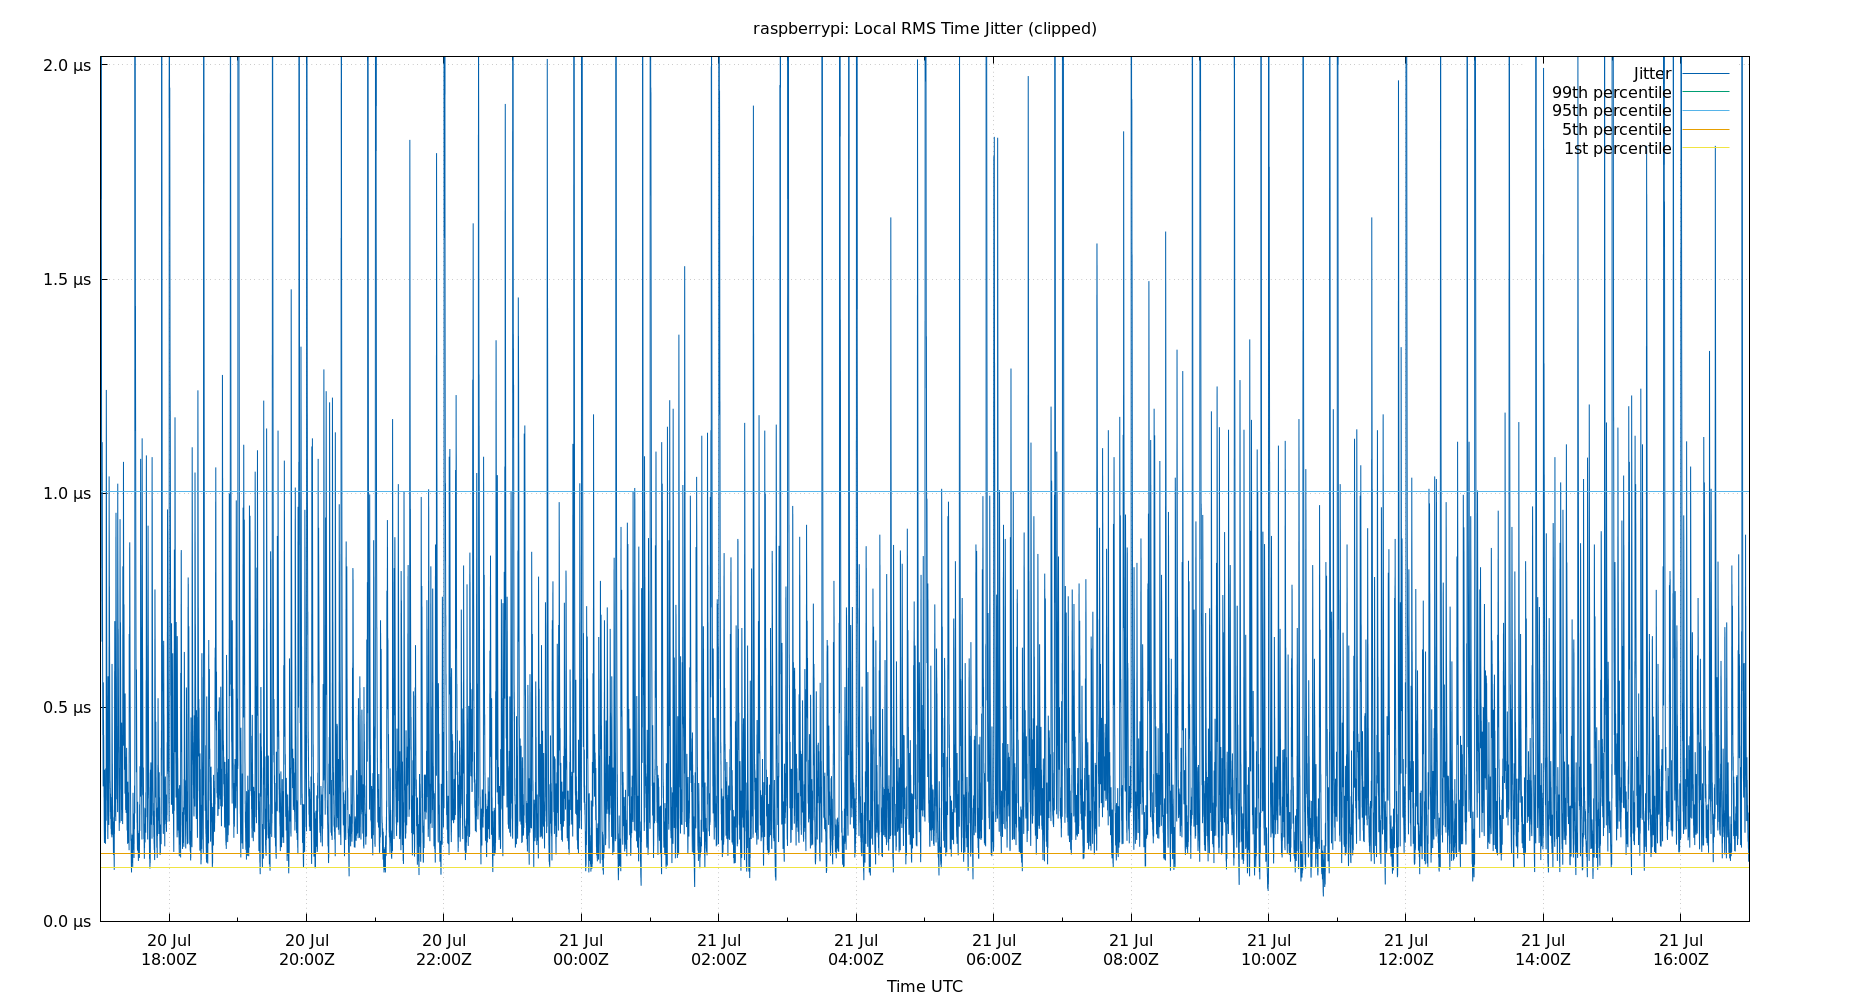 raspberrypi: Local RMS Time Jitter (clipped)
2.0 µs
1.5 µs
1.0 µs
0.5 µs
0.0 µs
Jitter
99th percentile
95th percentile
5th percentile
1st percentile
20 Jul 20 Jul 20 Jul 21 Jul 21 Jul 21 Jul 21 Jul 21 Jul 21 Jul 21 Jul 21 Jul 21 Jul
18:00Z 20:00Z 22:00Z 00:00Z 02:00Z 04:00Z 06:00Z 08:00Z 10:00Z 12:00Z 14:00Z 16:00Z
Time UTC